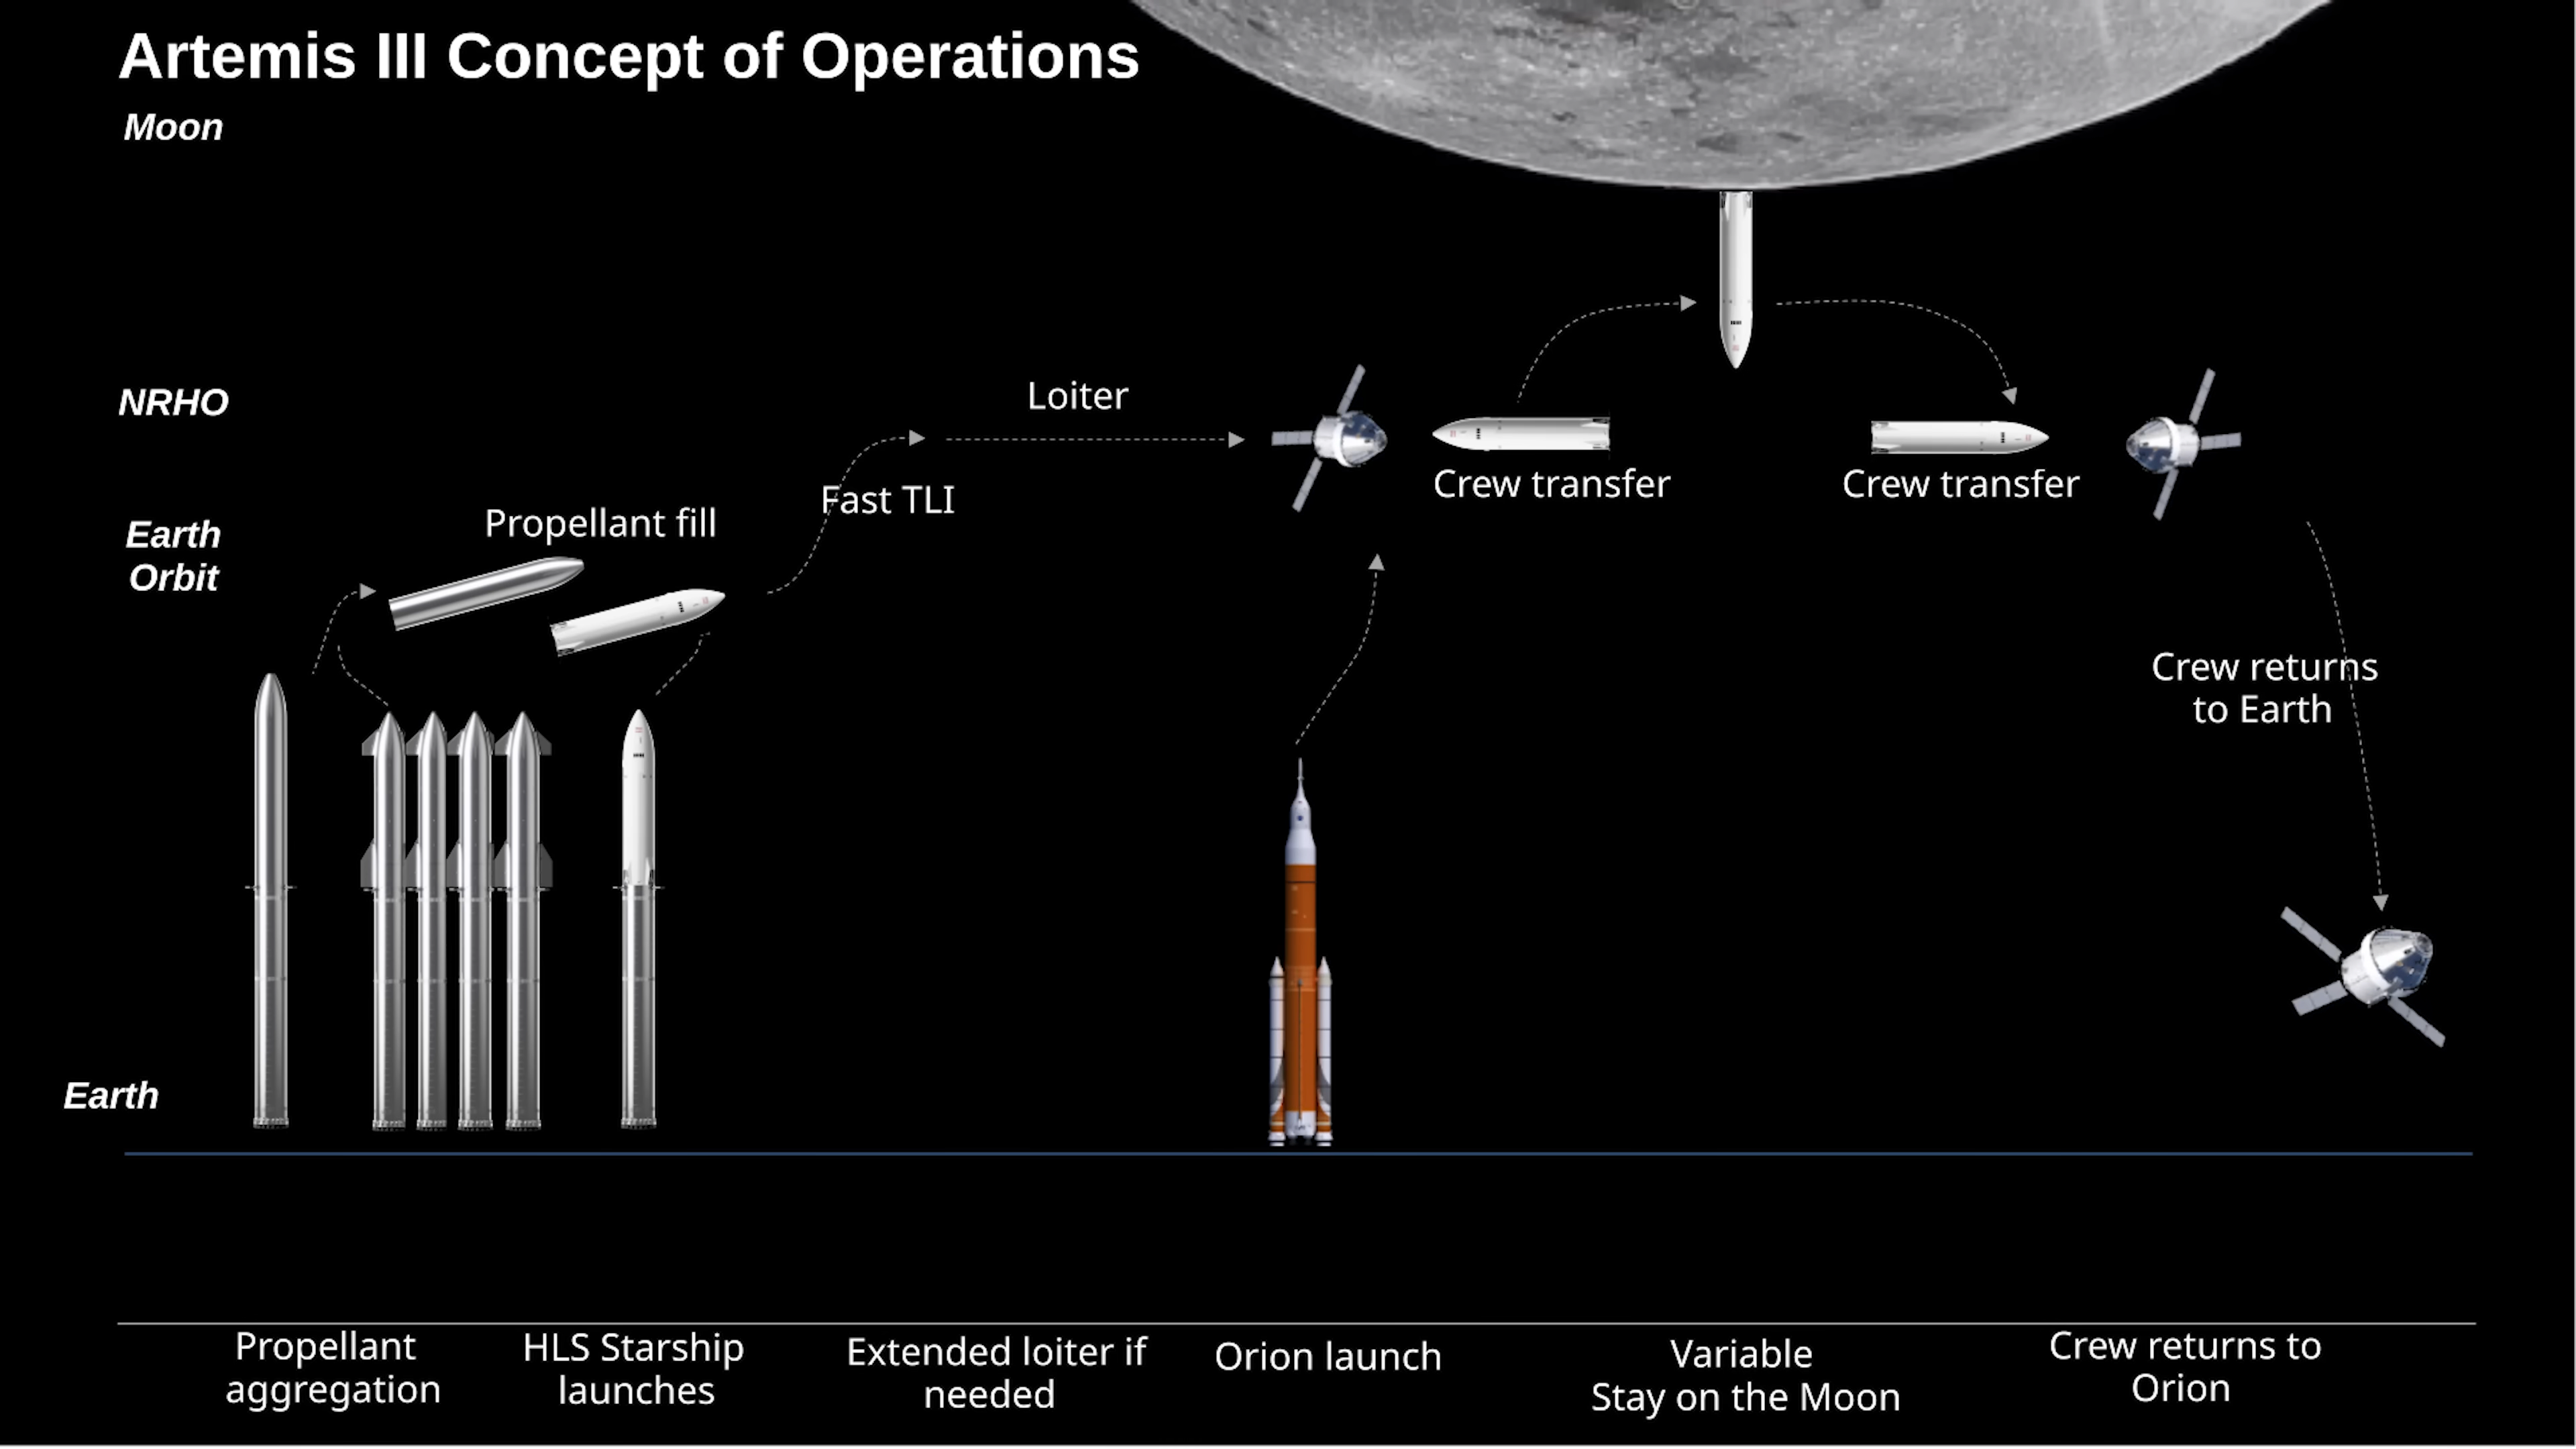 Artemis III Concept of Operations
Moon
NRHO
Loiter
Fast TLI
Crew transfer
Crew transfer
Earth
Orbit
Propellant fill
Crew returns
to Earth
Earth
Propellant
aggregation
HLS Starship
launches
Extended loiter if
needed
Orion launch
Variable
Stay on the Moon
Crew returns to
Orion